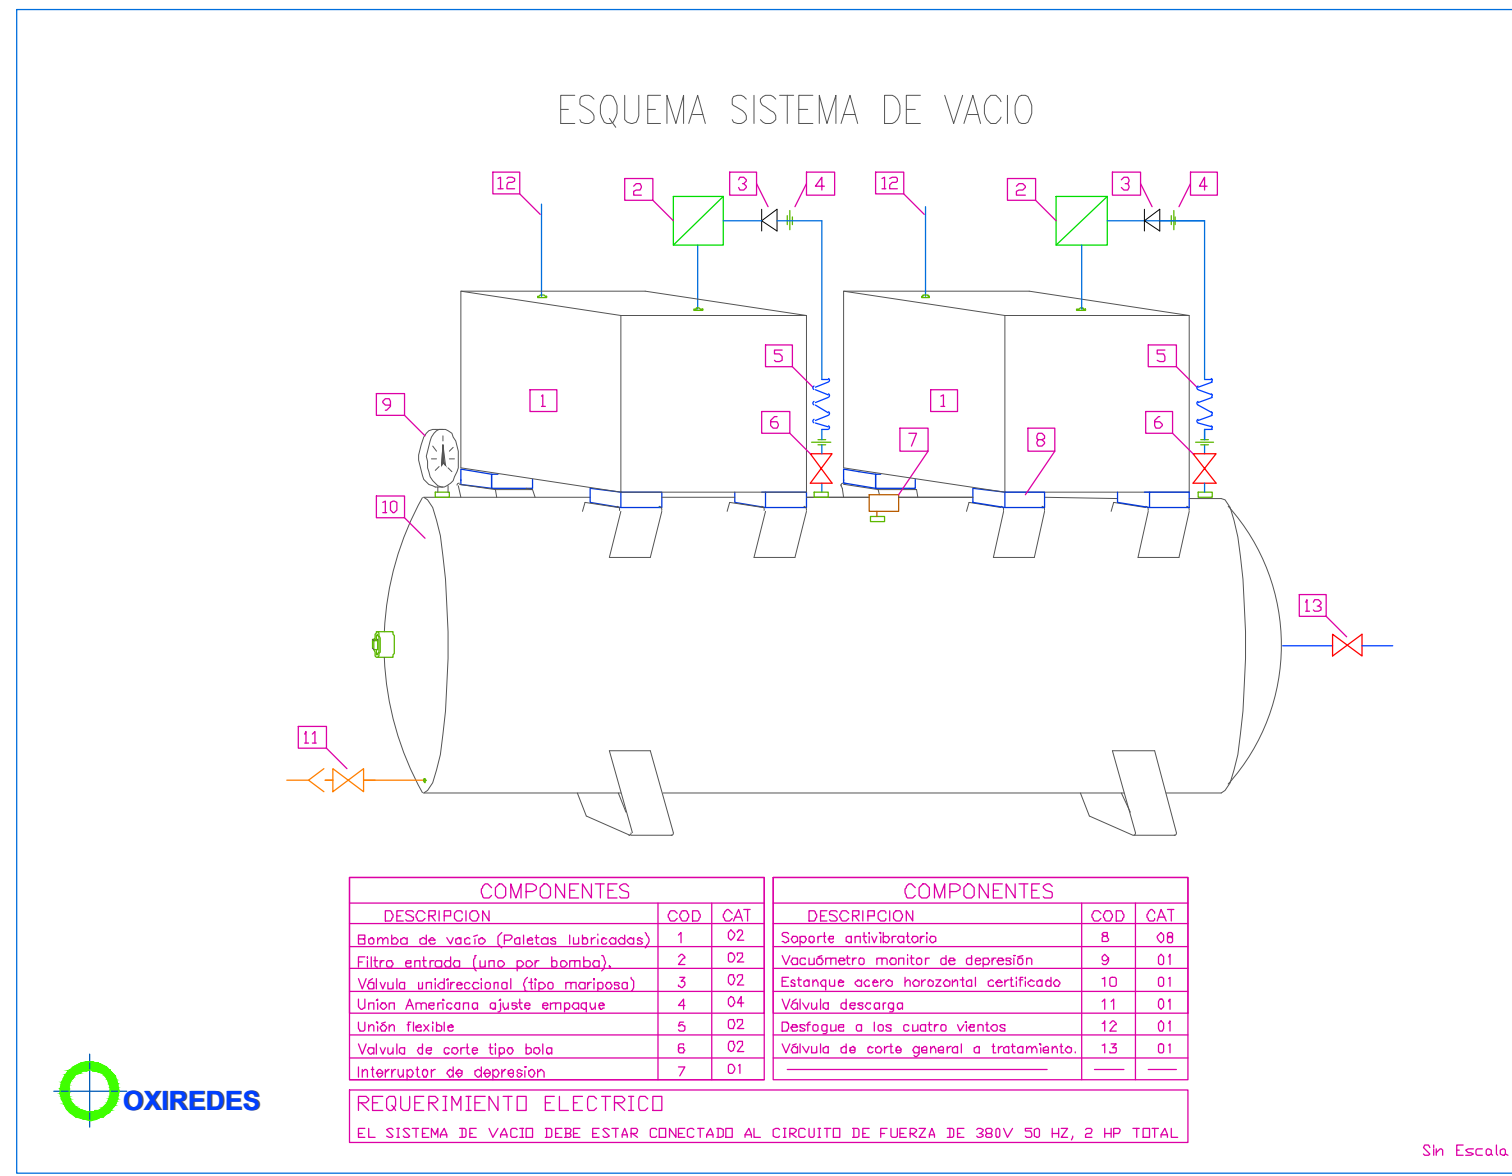 ESQUEMA SISTEMA DE VACIO
12
2
3
4
12
2
3
4
5
5
1
1
9
6
6
7
8
10
13
11
COMPONENTES
DESCRIPCION COD CAT
Bomba de vacío (Paletas lubricadas) 1 02
Filtro entrada (uno por bomba). 2 02
Válvula unidireccional (tipo mariposa) 3 02
Union Americana ajuste empaque 4 04
Unión flexible 5 02
Valvula de corte tipo bola 6 02
Interruptor de depresion 7 01
COMPONENTES
DESCRIPCION COD CAT
Soporte antivibratorio 8 08
Vacuómetro monitor de depresión 9 01
Estanque acero horozontal certificado 10 01
Válvula descarga 11 01
Desfogue a los cuatro vientos 12 01
Válvula de corte general a tratamiento. 13 01
REQUERIMIENTO ELECTRICO
EL SISTEMA DE VACIO DEBE ESTAR CONECTADO AL CIRCUITO DE FUERZA DE 380V 50 HZ, 2 HP TOTAL
OXIREDES
Sin Escala